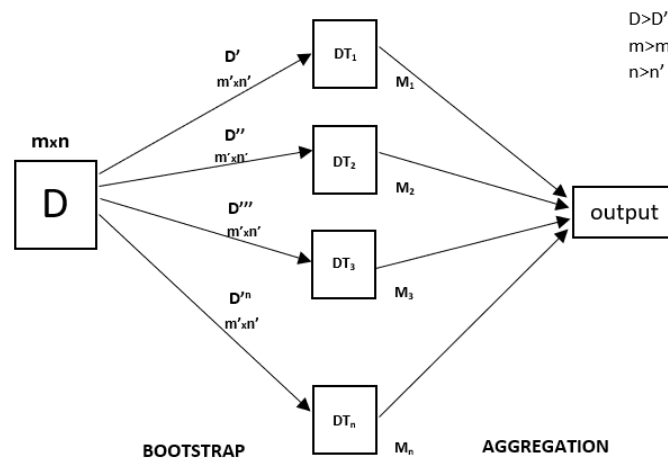 D>D'
m>m
n>n'
D'
m'xn'
DT1
M1
mxn
D
D''
m'xn'
DT2
M2
output
D'''
m'xn'
DT3
M3
D'n
m'xn'
DTn
Mn
BOOTSTRAP
AGGREGATION